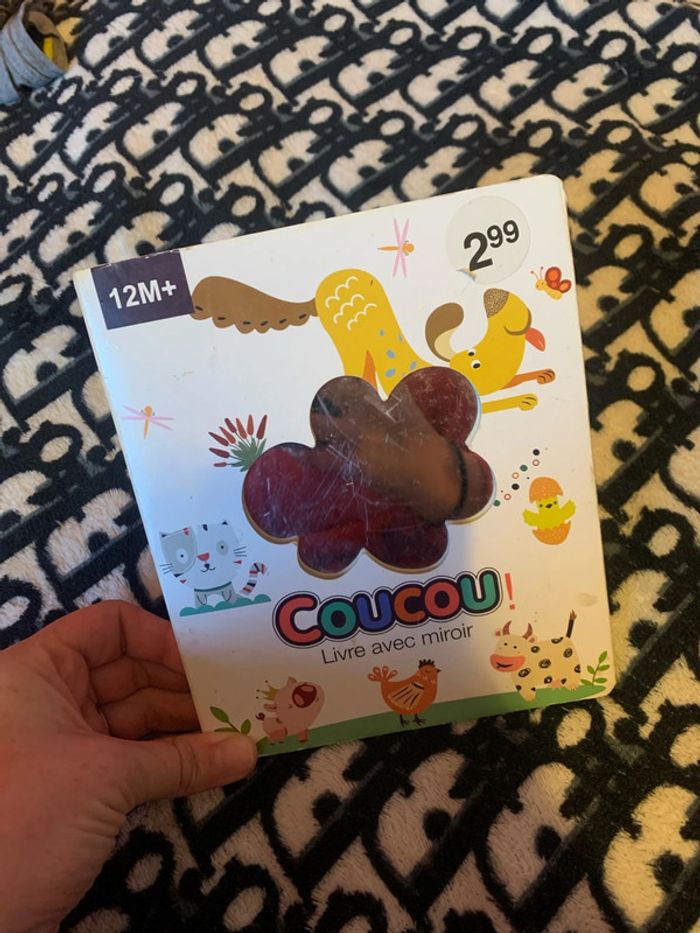 12M+
2.99
COUCOU!
Livre avec miroir